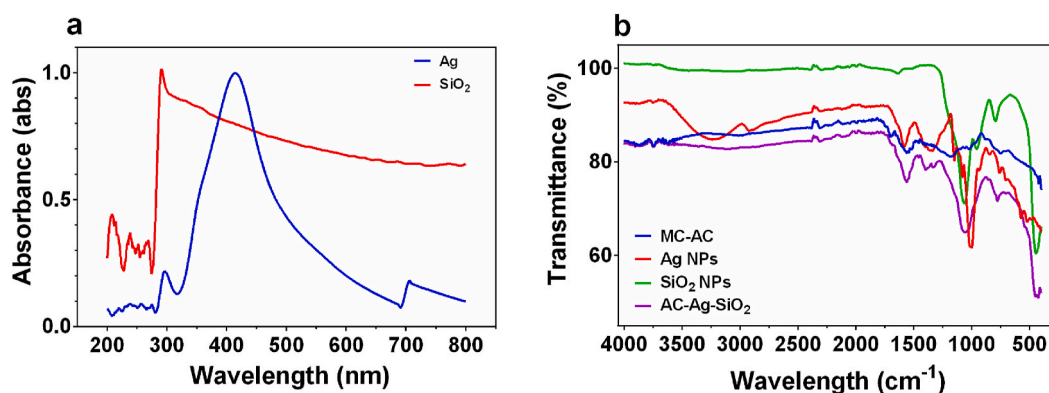 a
Absorbance (abs)
1.0
0.5
0.0
200 300 400 500 600 700 800
Wavelength (nm)
Ag
SiO₂
b
Transmittance (%)
100
80
60
4000 3500 3000 2500 2000 1500 1000 500
Wavelength (cm⁻¹)
MC-AC
Ag NPs
SiO₂ NPs
AC-Ag-SiO₂